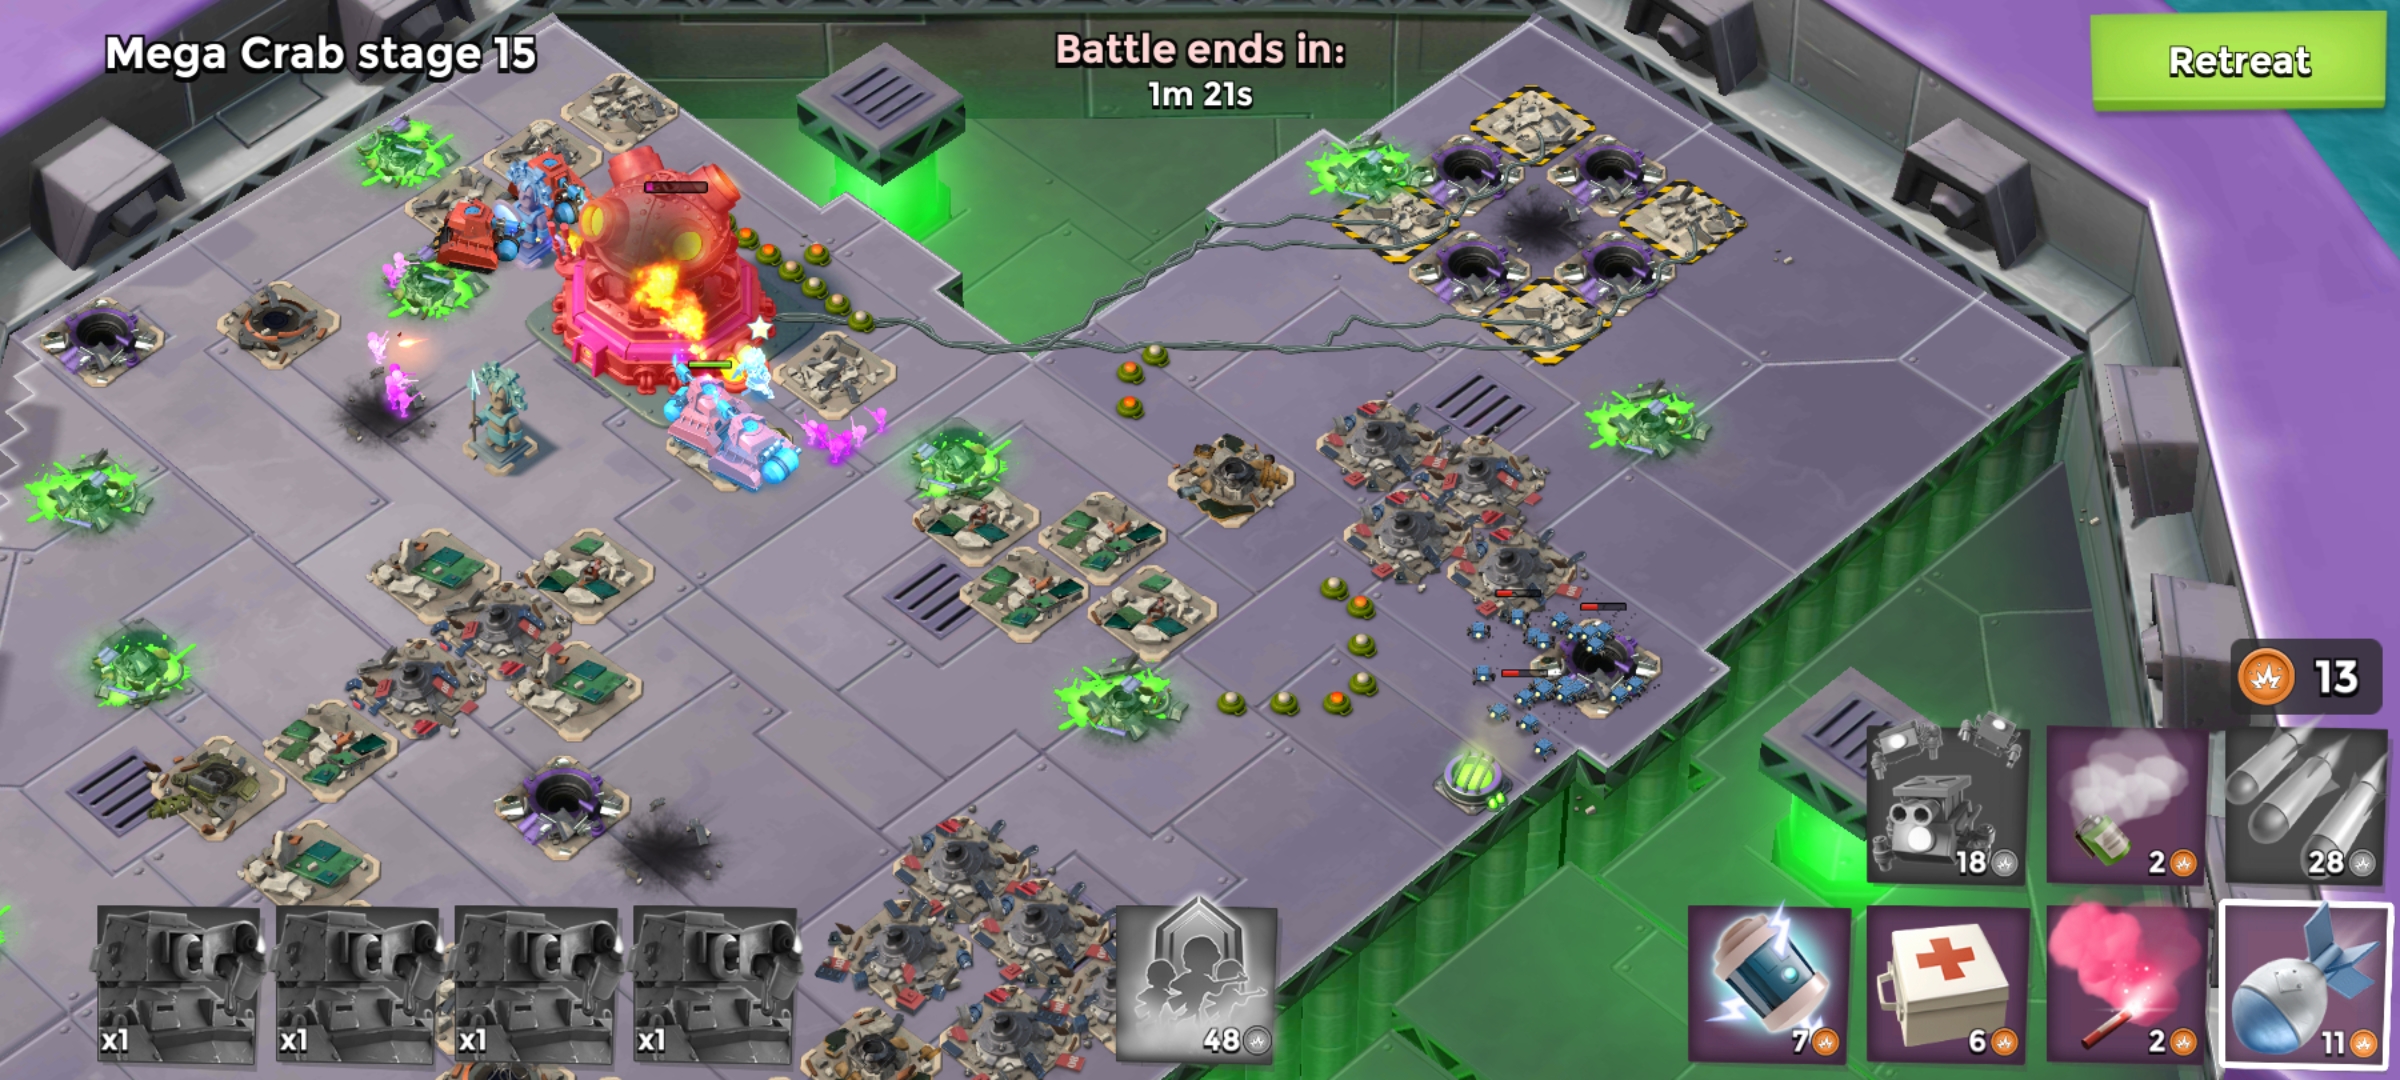 Mega Crab stage 15
Battle ends in:
1m 21s
Retreat
13
18
2
28
x1
x1
x1
x1
48
7
6
2
11